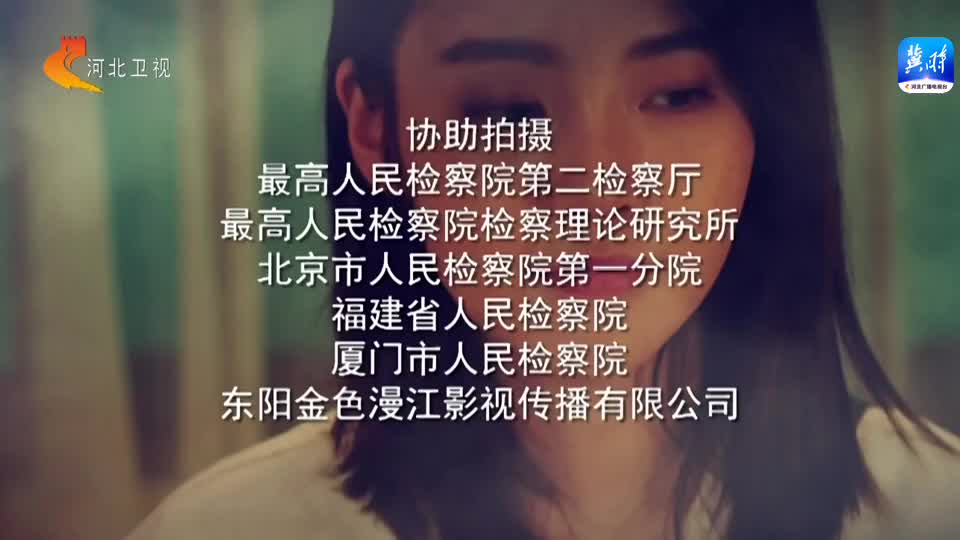 河北卫视
冀时
河北广播电视台
协助拍摄
最高人民检察院第二检察厅
最高人民检察院检察理论研究所
北京市人民检察院第一分院
福建省人民检察院
厦门市人民检察院
东阳金色漫江影视传播有限公司